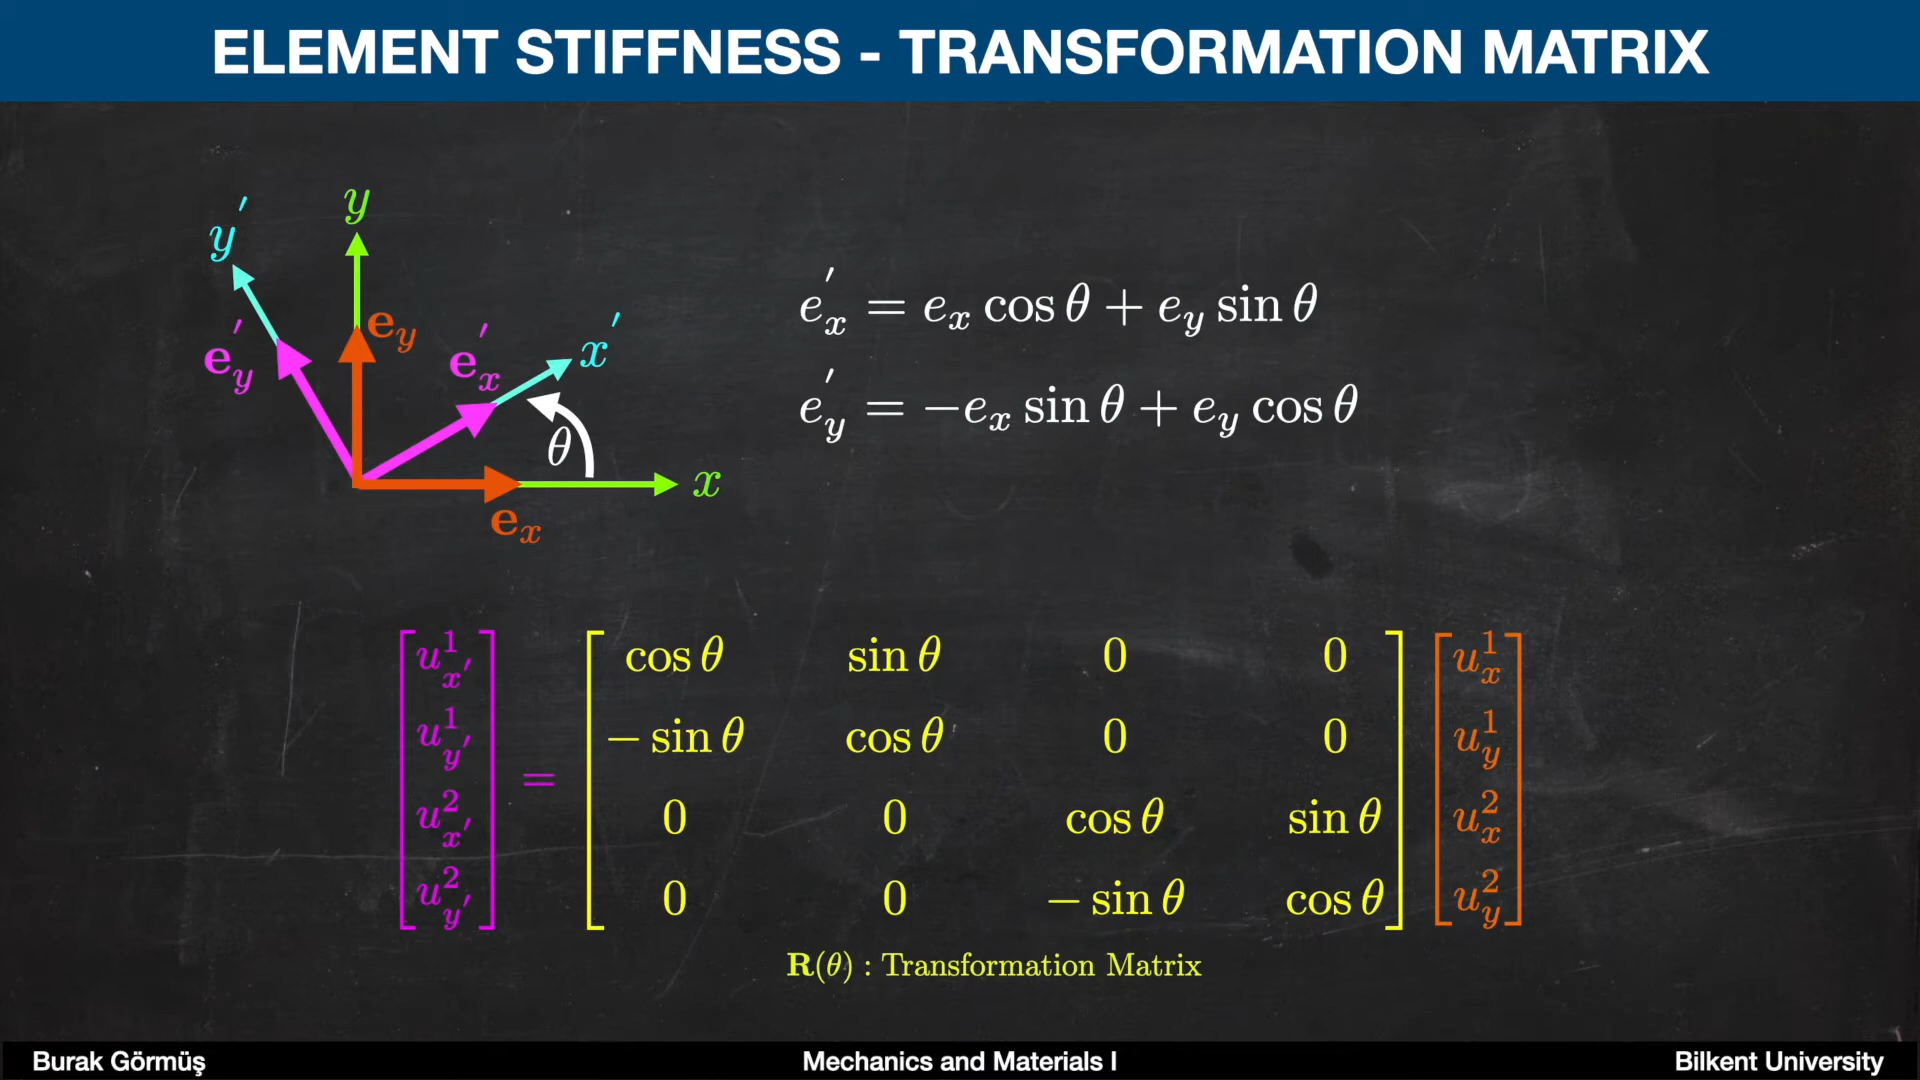 ELEMENT STIFFNESS - TRANSFORMATION MATRIX
y'
y
e'_y
e_y
e'_x
x'
θ
x
e_x
e'_x = e_x cos θ + e_y sin θ
e'_y = −e_x sin θ + e_y cos θ
[u^1_x'] [cos θ sin θ 0 0] [u^1_x]
[u^1_y'] [− sin θ cos θ 0 0] [u^1_y]
=
[u^2_x'] [0 0 cos θ sin θ] [u^2_x]
[u^2_y'] [0 0 − sin θ cos θ] [u^2_y]
R(θ) : Transformation Matrix
Burak Görmüş
Mechanics and Materials I
Bilkent University